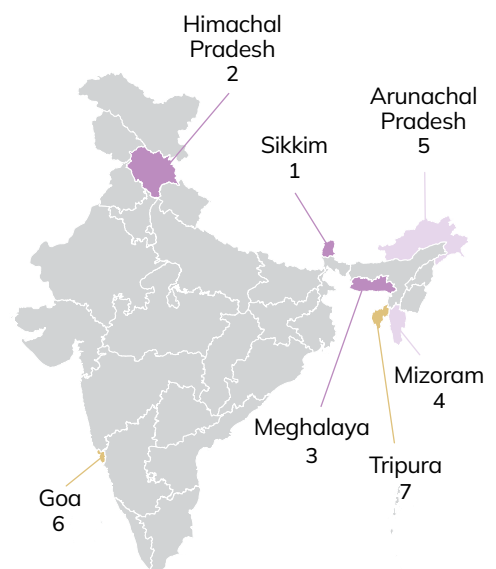 Himachal
Pradesh
2
Arunachal
Pradesh
5
Sikkim
1
Mizoram
4
Meghalaya
3
Tripura
7
Goa
6